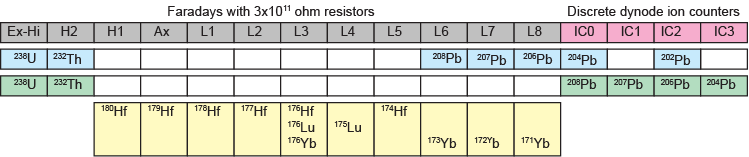 Faradays with 3x10¹¹ ohm resistors Discrete dynode ion counters
Ex-Hi H2 H1 Ax L1 L2 L3 L4 L5 L6 L7 L8 IC0 IC1 IC2 IC3
²³⁸U ²³²Th ²⁰⁸Pb ²⁰⁷Pb ²⁰⁶Pb ²⁰⁴Pb ²⁰²Pb
²³⁸U ²³²Th ²⁰⁸Pb ²⁰⁷Pb ²⁰⁶Pb ²⁰⁴Pb
¹⁸⁰Hf ¹⁷⁹Hf ¹⁷⁸Hf ¹⁷⁷Hf ¹⁷⁶Hf ¹⁷⁴Hf
¹⁷⁶Lu ¹⁷⁵Lu
¹⁷⁶Yb ¹⁷³Yb ¹⁷²Yb ¹⁷¹Yb